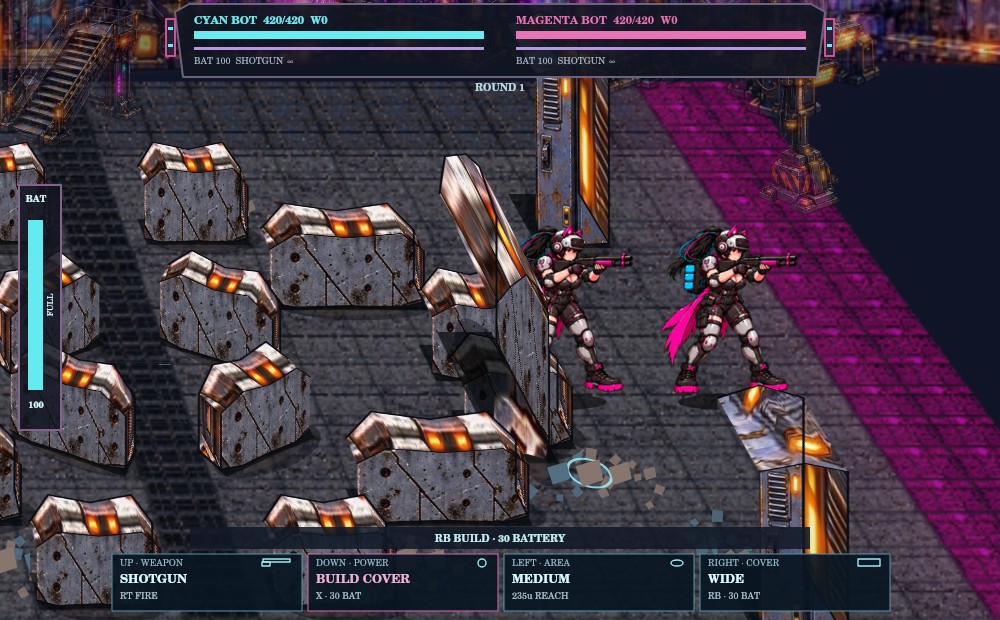 CYAN BOT 420/420 W0
BAT 100 SHOTGUN ∞
MAGENTA BOT 420/420 W0
BAT 100 SHOTGUN ∞
ROUND 1
BAT
FULL
100
RB BUILD · 30 BATTERY
UP · WEAPON
SHOTGUN
RT FIRE
DOWN · POWER
BUILD COVER
X · 30 BAT
LEFT · AREA
MEDIUM
235u REACH
RIGHT · COVER
WIDE
RB · 30 BAT